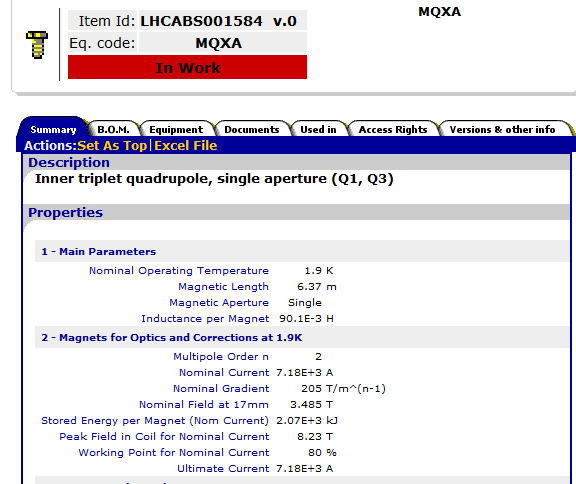 MQXA
Item Id: LHCABS001584 v.0
Eq. code: MQXA
In Work
Summary B.O.M. Equipment Documents Used in Access Rights Versions & other info
Actions:Set As Top|Excel File
Description
Inner triplet quadrupole, single aperture (Q1, Q3)
Properties
1 - Main Parameters
Nominal Operating Temperature 1.9 K
Magnetic Length 6.37 m
Magnetic Aperture Single
Inductance per Magnet 90.1E-3 H
2 - Magnets for Optics and Corrections at 1.9K
Multipole Order n 2
Nominal Current 7.18E+3 A
Nominal Gradient 205 T/m^(n-1)
Nominal Field at 17mm 3.485 T
Stored Energy per Magnet (Nom Current) 2.07E+3 kJ
Peak Field in Coil for Nominal Current 8.23 T
Working Point for Nominal Current 80 %
Ultimate Current 7.18E+3 A